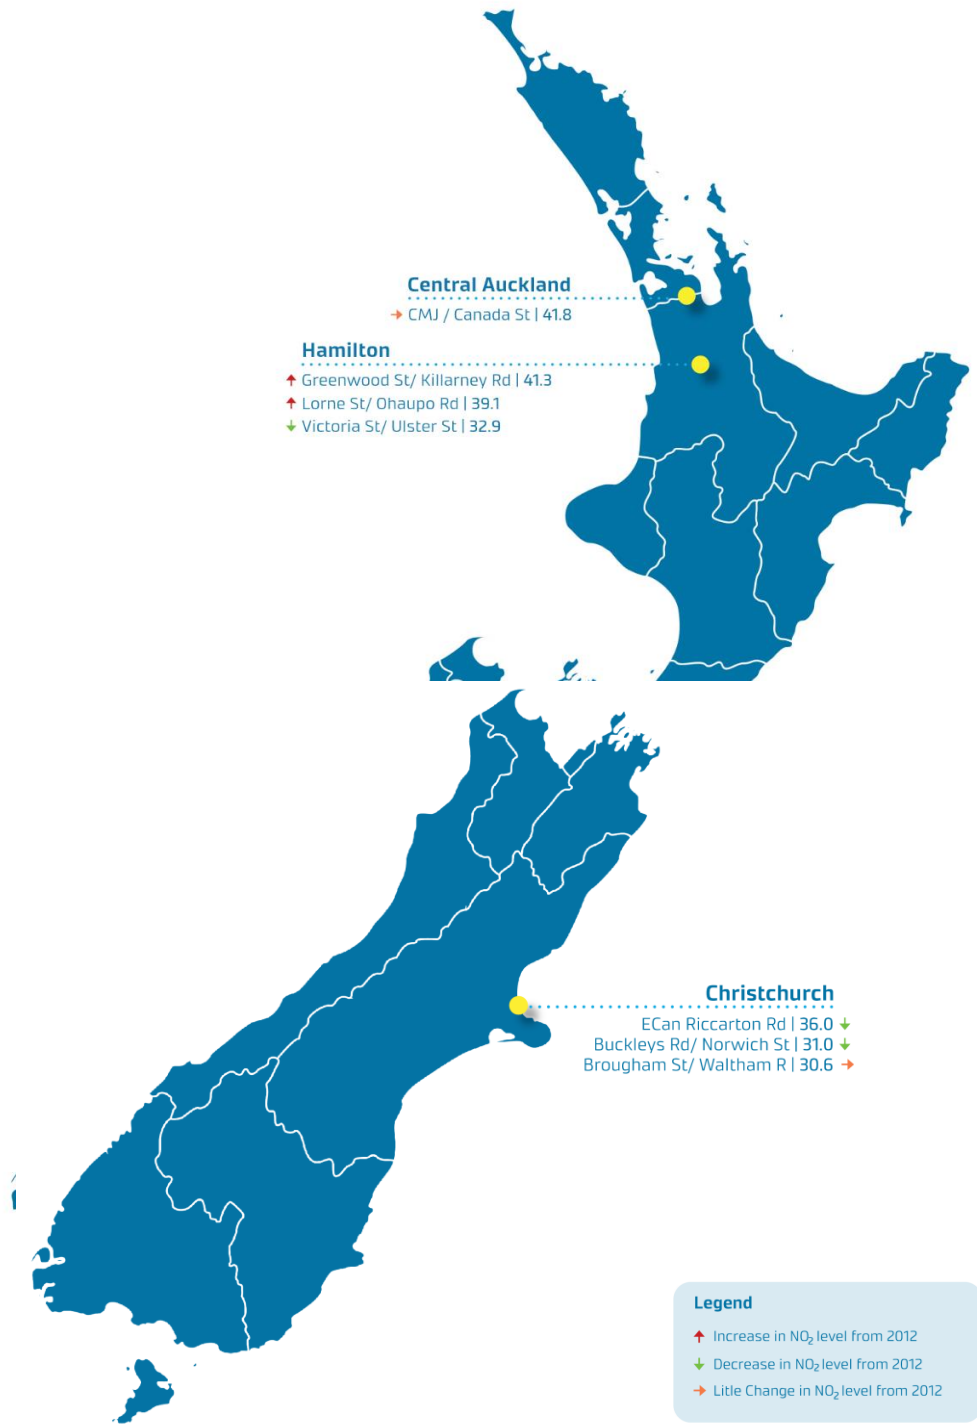 Central Auckland
CMJ / Canada St | 41.8
Hamilton
Greenwood St/ Killarney Rd | 41.3
Lorne St/ Ohaupo Rd | 39.1
Victoria St/ Ulster St | 32.9
Christchurch
ECan Riccarton Rd | 36.0
Buckleys Rd/ Norwich St | 31.0
Brougham St/ Waltham R | 30.6
Legend
Increase in NO₂ level from 2012
Decrease in NO₂ level from 2012
Litle Change in NO₂ level from 2012